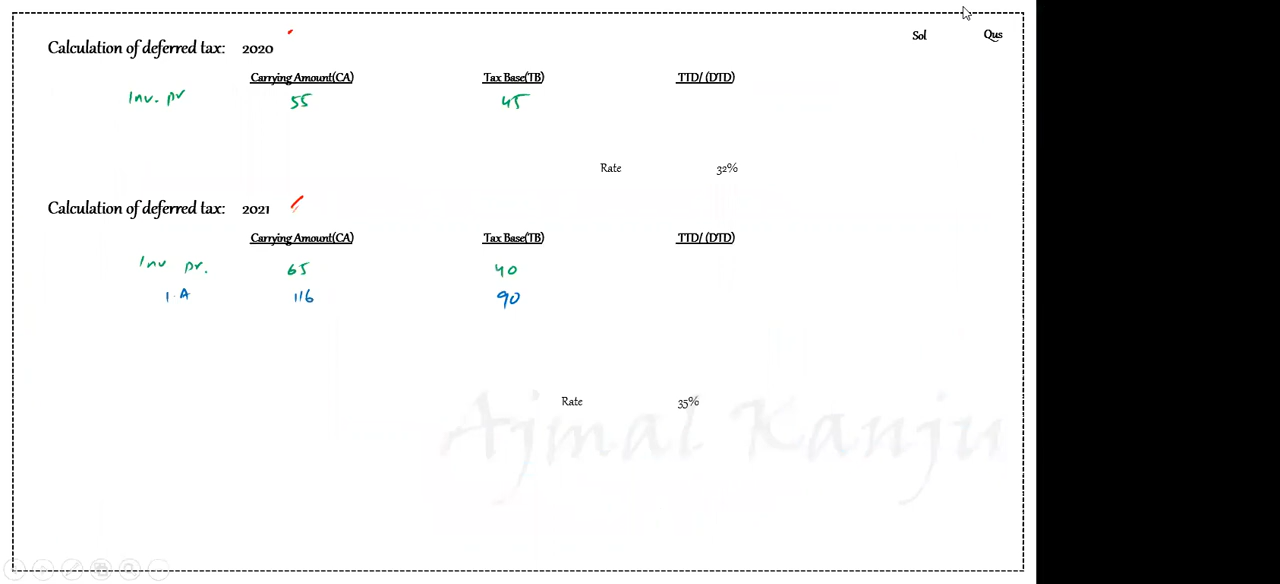 Sol Qus
Calculation of deferred tax: 2020
Carrying Amount(CA) Tax Base(TB) TTD/ (DTD)
Inv. pr 55 45
Rate 32%
Calculation of deferred tax: 2021
Carrying Amount(CA) Tax Base(TB) TTD/ (DTD)
Inv pr. 65 40
I.A 116 90
Rate 35%
Ajmal Kanju